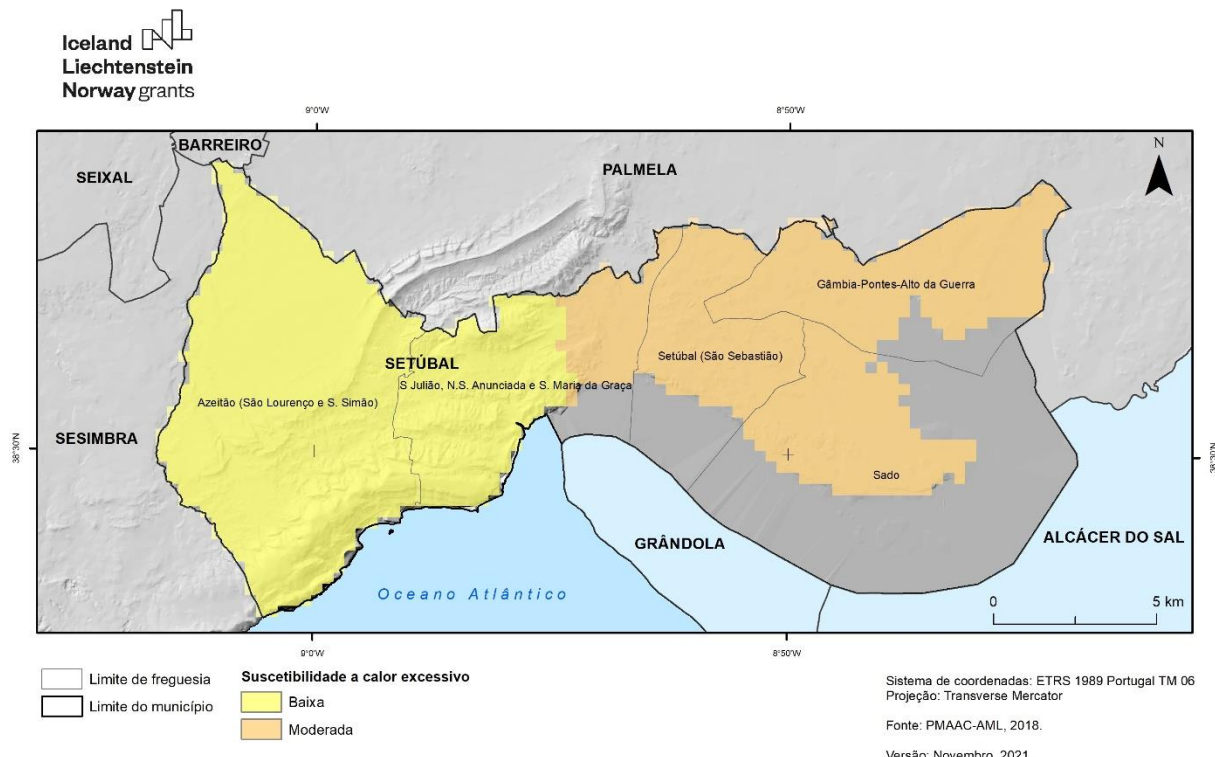 Iceland
Liechtenstein
Norway grants
9°0'W
8°50'W
BARREIRO
SEIXAL
PALMELA
N
Gâmbia-Pontes-Alto da Guerra
Setúbal (São Sebastião)
SETÚBAL
S Julião, N.S. Anunciada e S. Maria da Graça
Azeitão (São Lourenço e S. Simão)
SESIMBRA
38°30'N
38°30'N
Sado
GRÂNDOLA
ALCÁCER DO SAL
Oceano Atlântico
0 5 km
9°0'W
8°50'W
Limite de freguesia
Limite do município
Suscetibilidade a calor excessivo
Baixa
Moderada
Sistema de coordenadas: ETRS 1989 Portugal TM 06
Projeção: Transverse Mercator
Fonte: PMAAC-AML, 2018.
Versão: Novembro, 2021